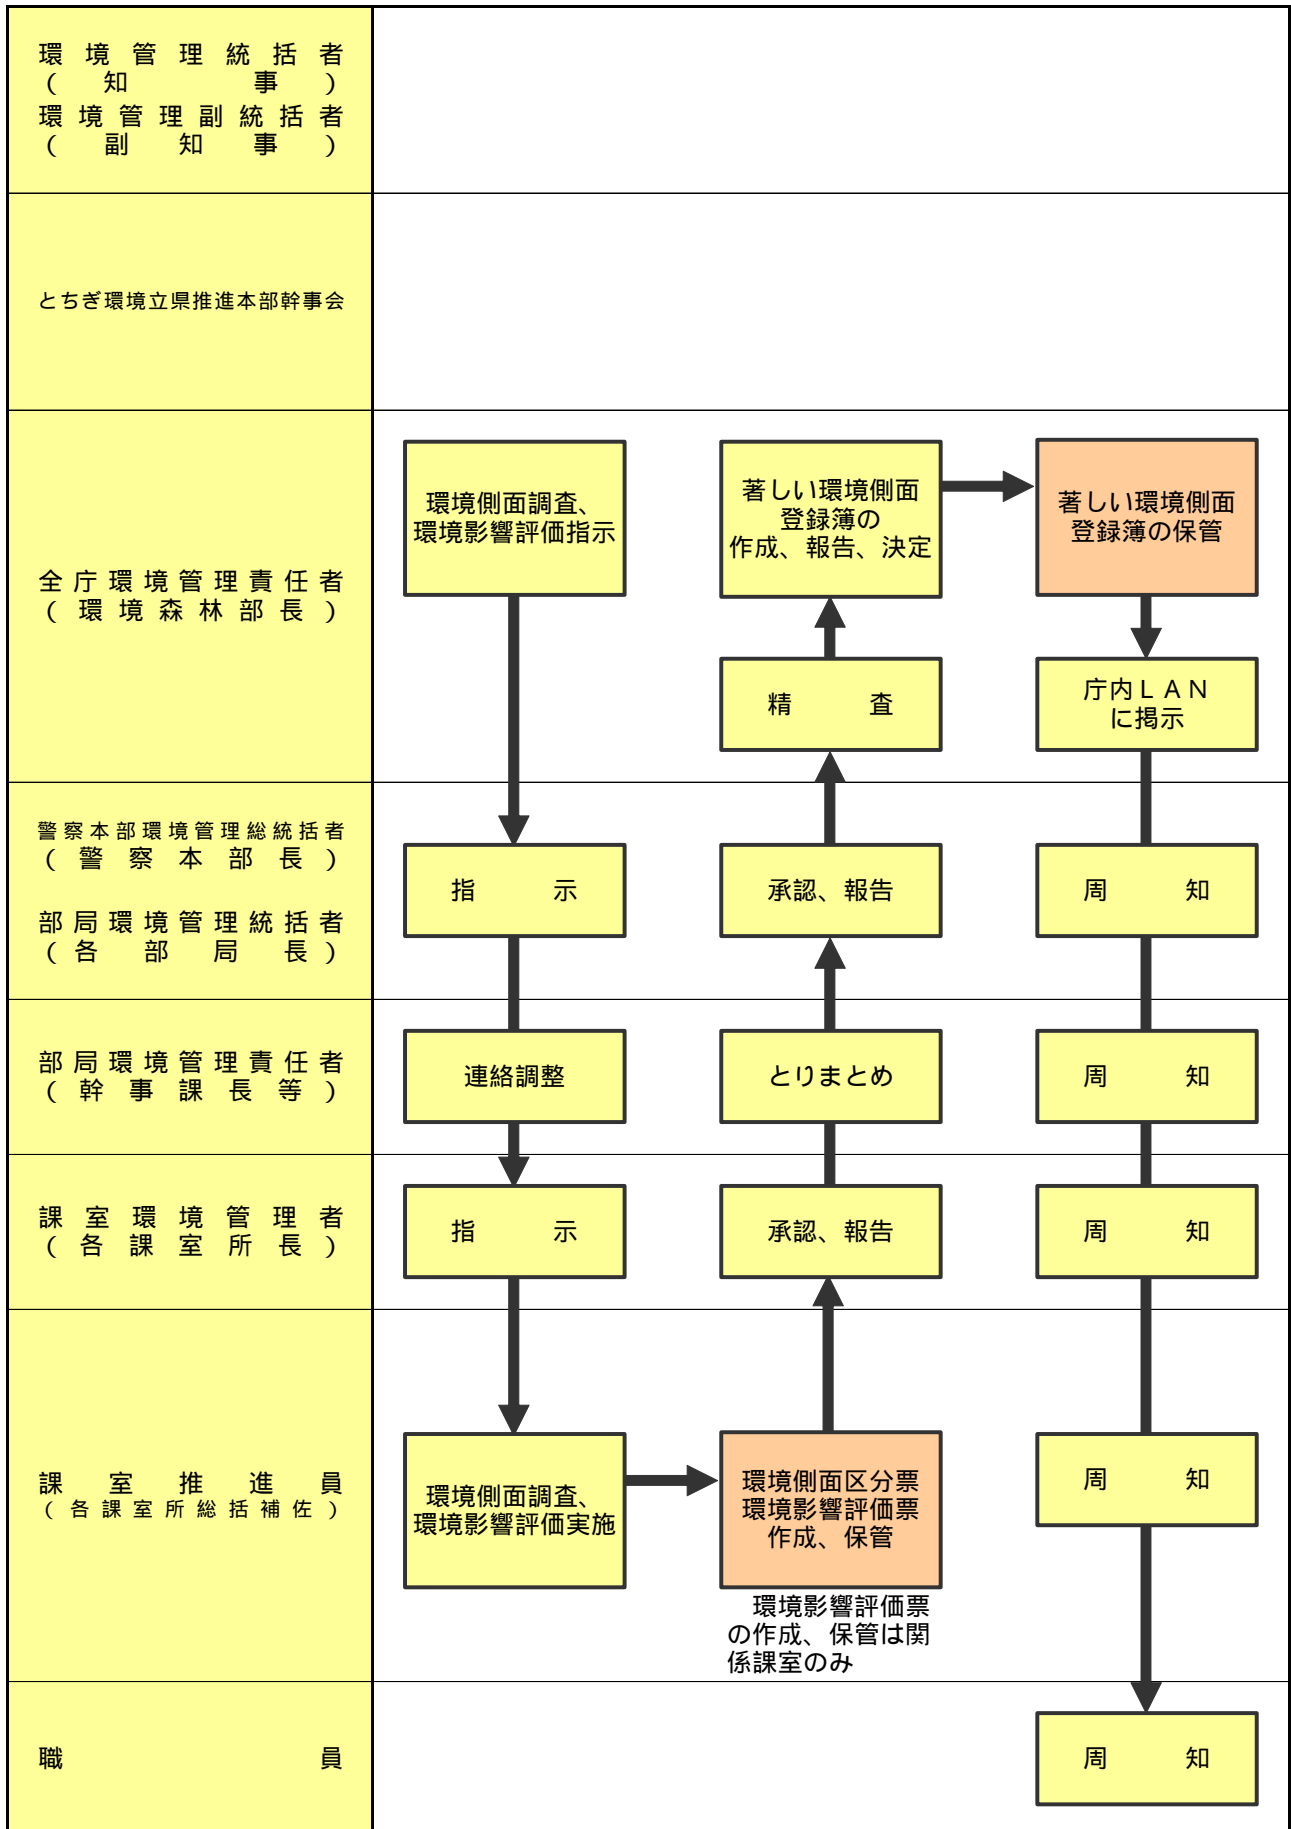 環境管理統括者
(知事)
環境管理副統括者
(副知事)
とちぎ環境立県推進本部幹事会
全庁環境管理責任者
(環境森林部長)
環境側面調査、
環境影響評価指示
著しい環境側面
登録簿の
作成、報告、決定
著しい環境側面
登録簿の保管
精査
庁内LAN
に掲示
警察本部環境管理総統括者
(警察本部長)
部局環境管理統括者
(各部局長)
指示
承認、報告
周知
部局環境管理責任者
(幹事課長等)
連絡調整
とりまとめ
周知
課室環境管理者
(各課室所長)
指示
承認、報告
周知
課室推進員
(各課室所総括補佐)
環境側面調査、
環境影響評価実施
環境側面区分票
環境影響評価票
作成、保管
周知
環境影響評価票
の作成、保管は関
係課室のみ
職員
周知